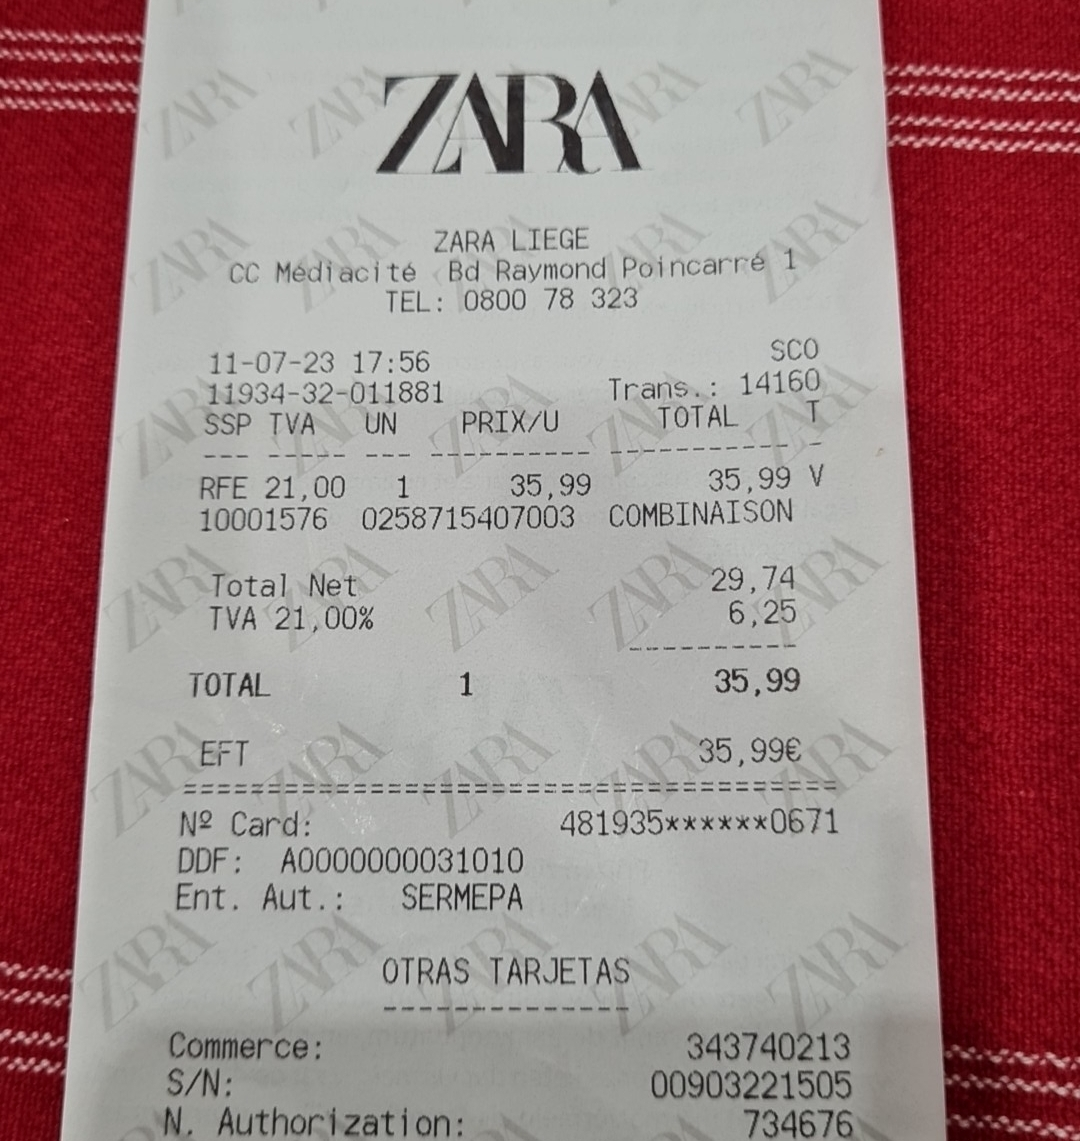 ZARA
ZARA LIEGE
CC Médiacité Bd Raymond Poincarré 1
TEL: 0800 78 323
SCO
11-07-23 17:56
11934-32-011881 Trans.: 14160
SSP TVA UN PRIX/U TOTAL T
--- ----- --- ---------- ----------- -
RFE 21,00 1 35,99 35,99 V
10001576 0258715407003 COMBINAISON
Total Net 29,74
TVA 21,00% 6,25
-----------
TOTAL 1 35,99
EFT 35,99€
========================================
Nº Card: 481935******0671
DDF: A0000000031010
Ent. Aut.: SERMEPA
OTRAS TARJETAS
--------------
Commerce: 343740213
S/N: 00903221505
N. Authorization: 734676